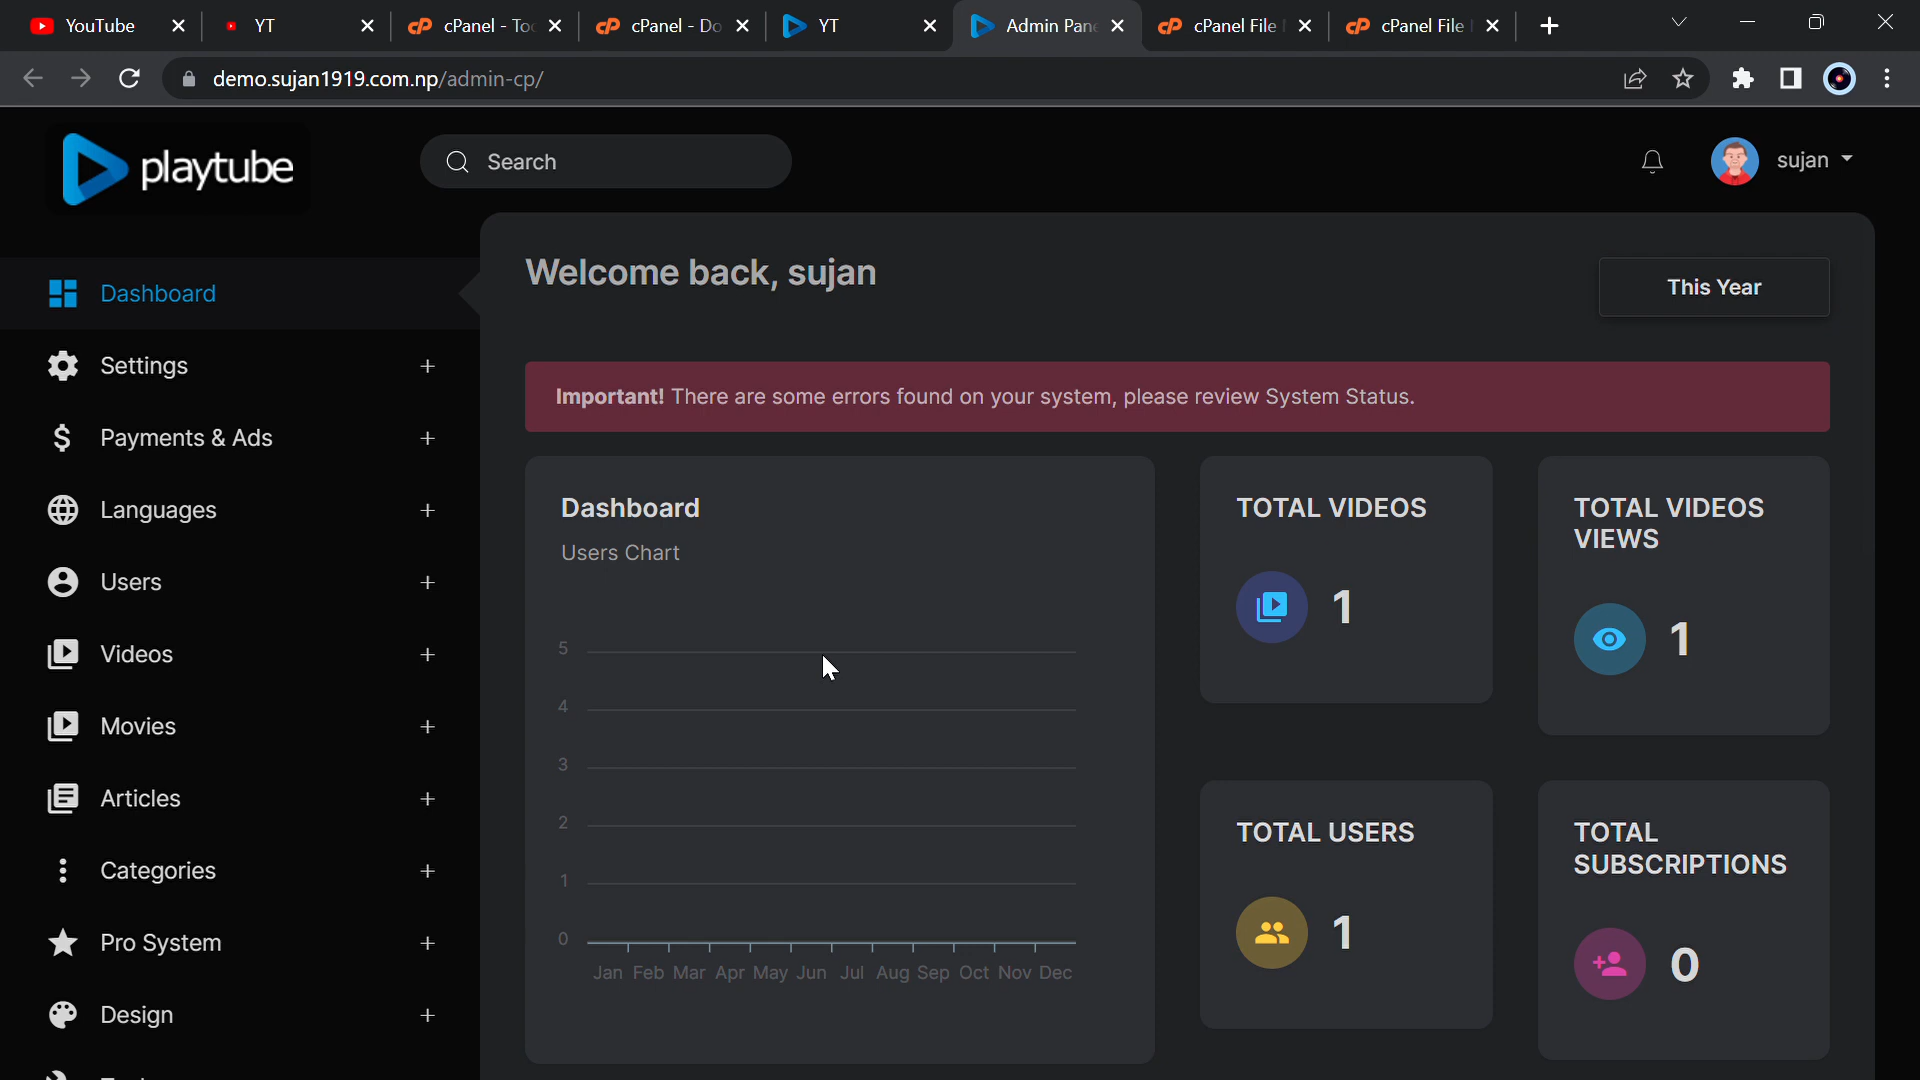 YouTube
YT
cPanel - To
cPanel - Do
YT
Admin Pane
cPanel File
cPanel File
demo.sujan1919.com.np/admin-cp/
playtube
Search
sujan
Dashboard
Settings
Payments & Ads
Languages
Users
Videos
Movies
Articles
Categories
Pro System
Design
Welcome back, sujan
This Year
Important! There are some errors found on your system, please review System Status.
Dashboard
Users Chart
5
4
3
2
1
0
Jan Feb Mar Apr May Jun Jul Aug Sep Oct Nov Dec
TOTAL VIDEOS
1
TOTAL VIDEOS
VIEWS
1
TOTAL USERS
1
TOTAL
SUBSCRIPTIONS
0